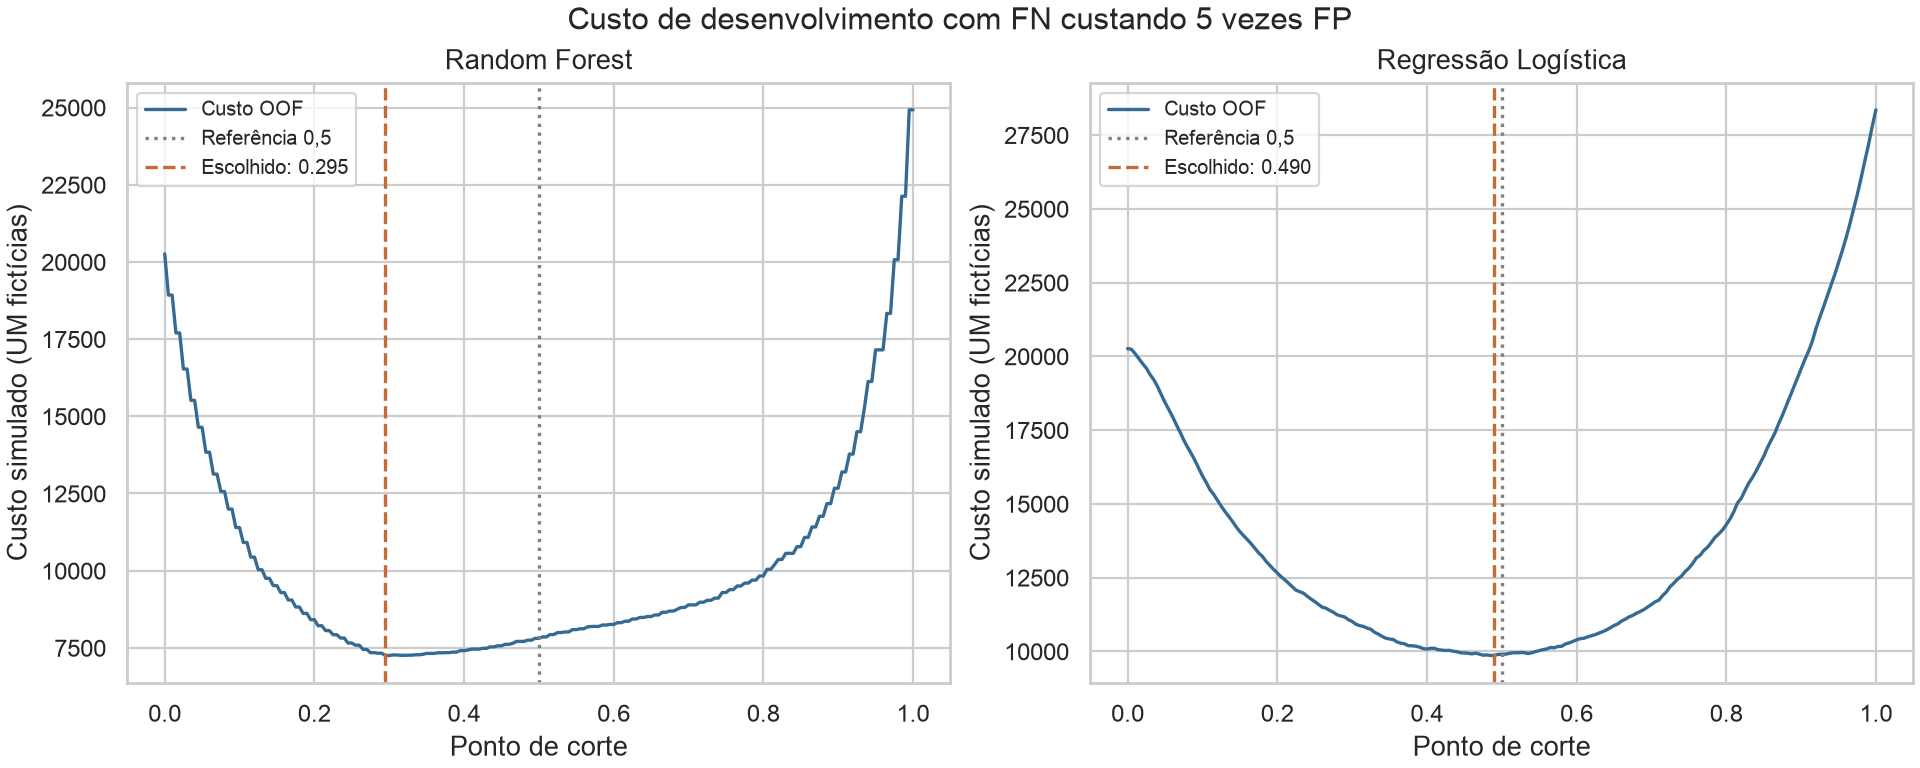 Custo de desenvolvimento com FN custando 5 vezes FP
Random Forest
Custo OOF
Referência 0,5
Escolhido: 0.295
Custo simulado (UM fictícias)
25000
22500
20000
17500
15000
12500
10000
7500
0.0 0.2 0.4 0.6 0.8 1.0
Ponto de corte
Regressão Logística
Custo OOF
Referência 0,5
Escolhido: 0.490
Custo simulado (UM fictícias)
27500
25000
22500
20000
17500
15000
12500
10000
0.0 0.2 0.4 0.6 0.8 1.0
Ponto de corte